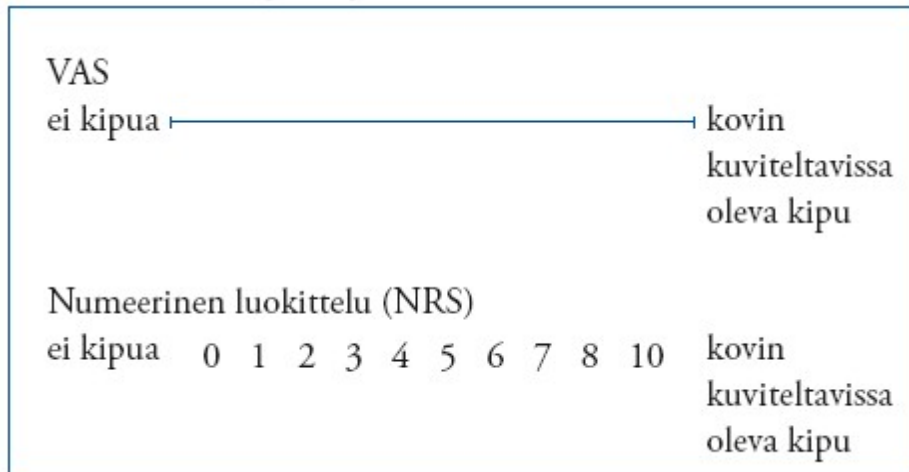 VAS
ei kipua kovin
kuviteltavissa
oleva kipu
Numeerinen luokittelu (NRS)
ei kipua 0 1 2 3 4 5 6 7 8 10 kovin
kuviteltavissa
oleva kipu